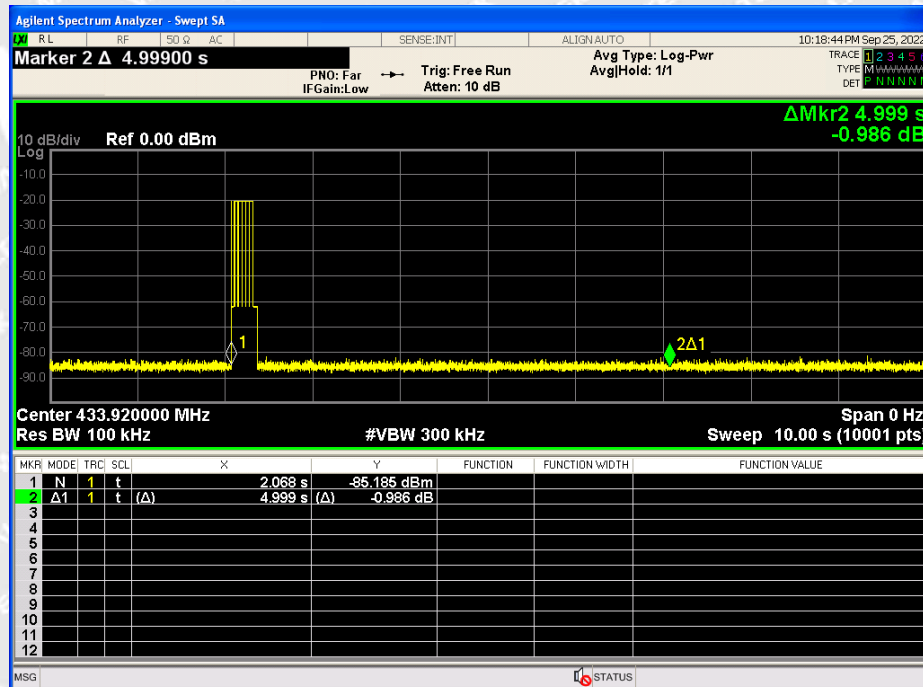 Agilent Spectrum Analyzer - Swept SA
LXI RL RF 50 Ω AC SENSE:INT ALIGN AUTO 10:18:44 PM Sep 25, 2022
Marker 2 Δ 4.99900 s
PNO: Far
IFGain:Low
Trig: Free Run
Atten: 10 dB
Avg Type: Log-Pwr
Avg|Hold: 1/1
TRACE 1 2 3 4 5
TYPE M
DET P N N N N
ΔMkr2 4.999 s
-0.986 dB
10 dB/div Ref 0.00 dBm
Log
-10.0
-20.0
-30.0
-40.0
-50.0
-60.0
-70.0
-80.0
-90.0
1
2Δ1
Center 433.920000 MHz Span 0 Hz
Res BW 100 kHz #VBW 300 kHz Sweep 10.00 s (10001 pts)
MKR MODE TRC SCL X Y FUNCTION FUNCTION WIDTH FUNCTION VALUE
1 N 1 t 2.068 s -85.185 dBm
2 Δ1 1 t (Δ) 4.999 s (Δ) -0.986 dB
3
4
5
6
7
8
9
10
11
12
MSG STATUS